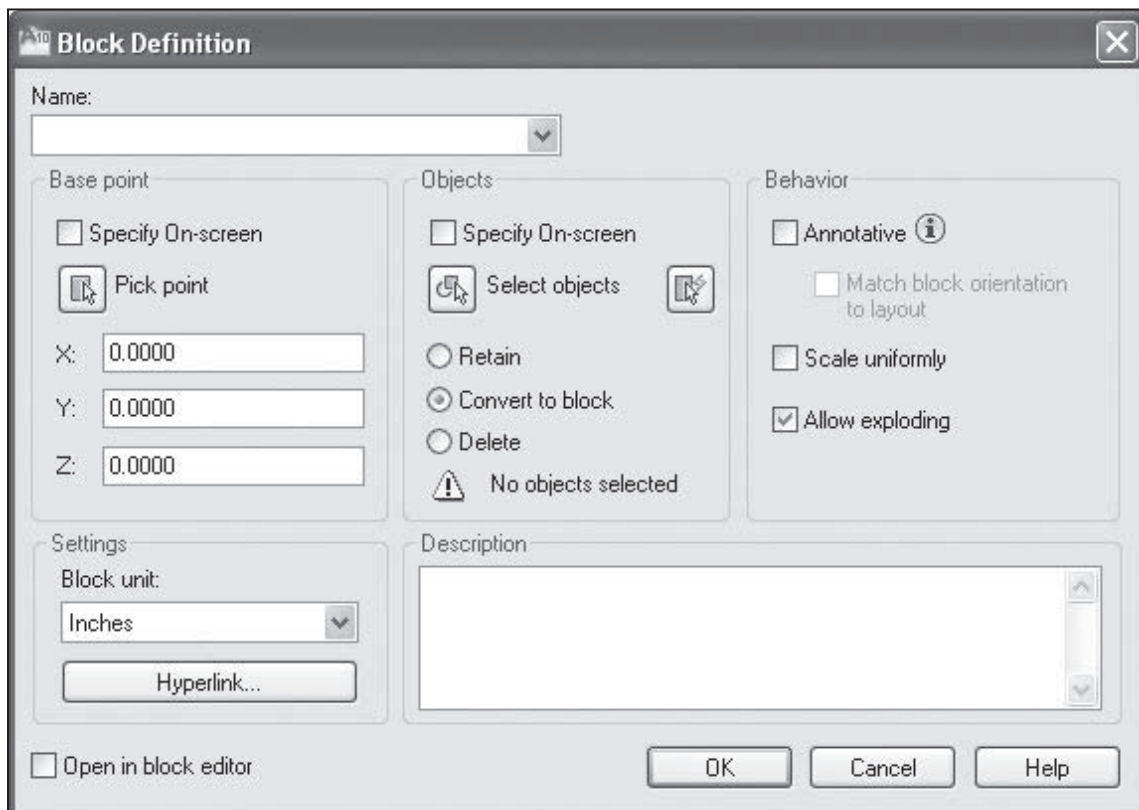 Block Definition
Name:
Base point
Specify On-screen
Pick point
X: 0.0000
Y: 0.0000
Z: 0.0000
Objects
Specify On-screen
Select objects
Retain
Convert to block
Delete
No objects selected
Behavior
Annotative
Match block orientation
to layout
Scale uniformly
Allow exploding
Settings
Block unit:
Inches
Hyperlink...
Description
Open in block editor
OK
Cancel
Help